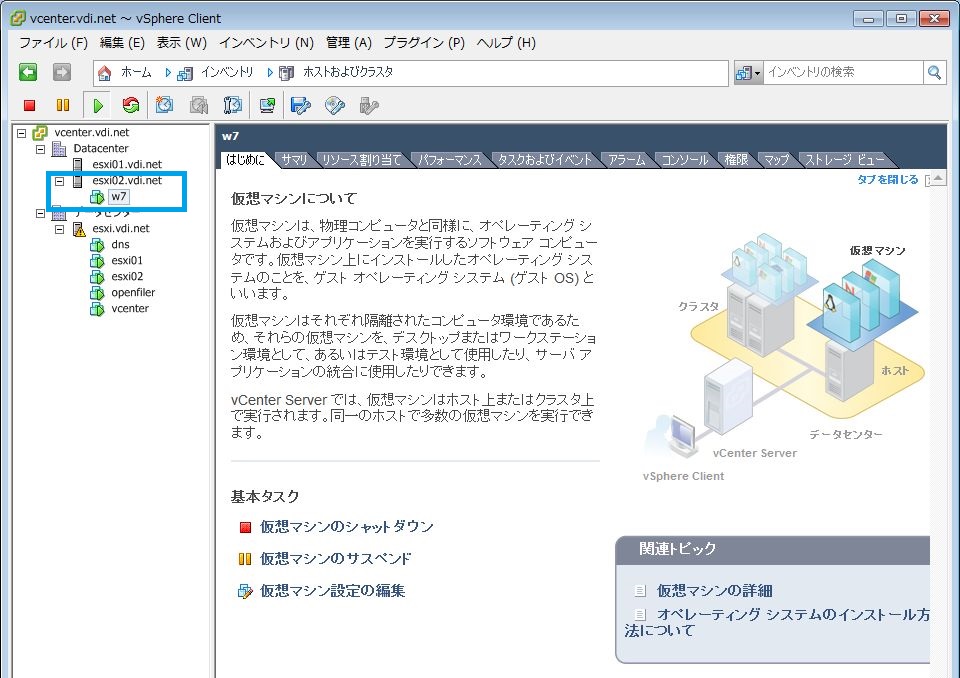 vcenter.vdi.net ～ vSphere Client
ファイル (F) 編集 (E) 表示 (W) インベントリ (N) 管理 (A) プラグイン (P) ヘルプ (H)
ホーム インベントリ ホストおよびクラスタ インベントリの検索
vcenter.vdi.net
Datacenter
esxi01.vdi.net
esxi02.vdi.net
w7
データセンター
esxi.vdi.net
dns
esxi01
esxi02
openfiler
vcenter
w7
はじめに サマリ リソース割り当て パフォーマンス タスクおよびイベント アラーム コンソール 権限 マップ ストレージ ビュー
タブを閉じる
仮想マシンについて
仮想マシンは、物理コンピュータと同様に、オペレーティング シ
ステムおよびアプリケーションを実行するソフトウェア コンピュー
タです。仮想マシン上にインストールしたオペレーティング シス
テムのことを、ゲスト オペレーティング システム (ゲスト OS) と
いいます。
仮想マシンはそれぞれ隔離されたコンピュータ環境であるた
め、それらの仮想マシンを、デスクトップまたはワークステーショ
ン環境として、あるいはテスト環境として使用したり、サーバ ア
プリケーションの統合に使用したりできます。
vCenter Server では、仮想マシンはホスト上またはクラスタ上
で実行されます。同一のホストで多数の仮想マシンを実行でき
ます。
基本タスク
仮想マシンのシャットダウン
仮想マシンのサスペンド
仮想マシン設定の編集
仮想マシン
クラスタ
ホスト
データセンター
vCenter Server
vSphere Client
関連トピック
仮想マシンの詳細
オペレーティング システムのインストール方
法について